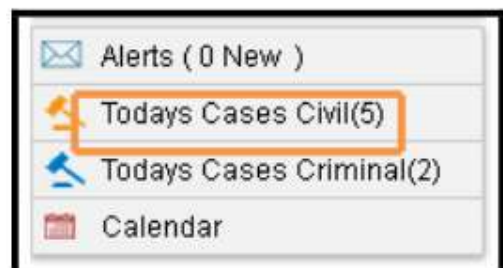 Alerts ( 0 New )
Todays Cases Civil(5)
Todays Cases Criminal(2)
Calendar